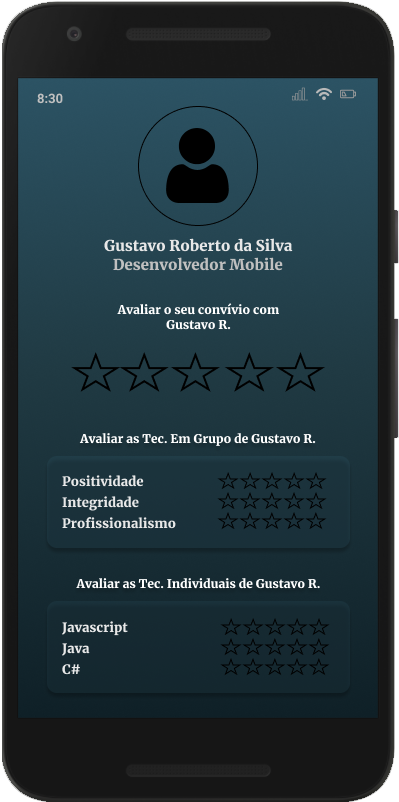 8:30
Gustavo Roberto da Silva
Desenvolvedor Mobile
Avaliar o seu convívio com
Gustavo R.
Avaliar as Tec. Em Grupo de Gustavo R.
Positividade
Integridade
Profissionalismo
Avaliar as Tec. Individuais de Gustavo R.
Javascript
Java
C#